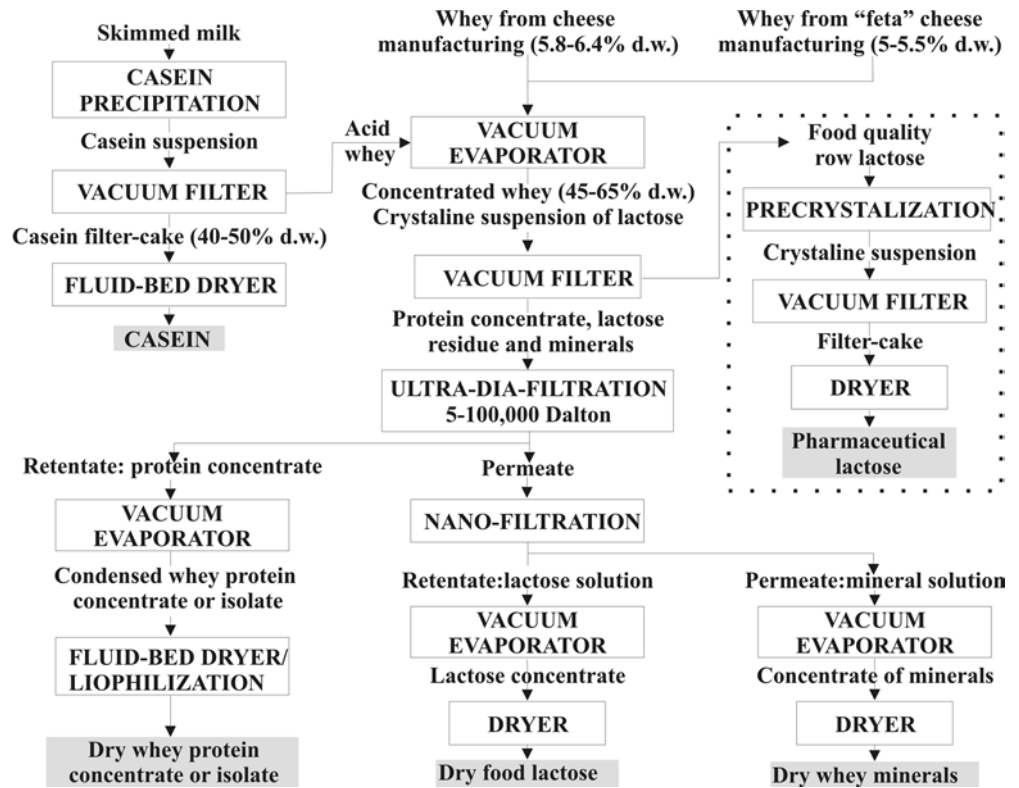 Skimmed milk
CASEIN
PRECIPITATION
Casein suspension
VACUUM FILTER
Casein filter-cake (40-50% d.w.)
FLUID-BED DRYER
CASEIN
Acid
whey
Whey from cheese
manufacturing (5.8-6.4% d.w.)
Whey from “feta” cheese
manufacturing (5-5.5% d.w.)
VACUUM
EVAPORATOR
Concentrated whey (45-65% d.w.)
Crystaline suspension of lactose
VACUUM FILTER
Protein concentrate, lactose
residue and minerals
ULTRA-DIA-FILTRATION
5-100,000 Dalton
Food quality
row lactose
PRECRYSTALIZATION
Crystaline suspension
VACUUM FILTER
Filter-cake
DRYER
Pharmaceutical
lactose
Retentate: protein concentrate
VACUUM
EVAPORATOR
Condensed whey protein
concentrate or isolate
FLUID-BED DRYER/
LIOPHILIZATION
Dry whey protein
concentrate or isolate
Permeate
NANO-FILTRATION
Retentate:lactose solution
VACUUM
EVAPORATOR
Lactose concentrate
DRYER
Dry food lactose
Permeate:mineral solution
VACUUM
EVAPORATOR
Concentrate of minerals
DRYER
Dry whey minerals